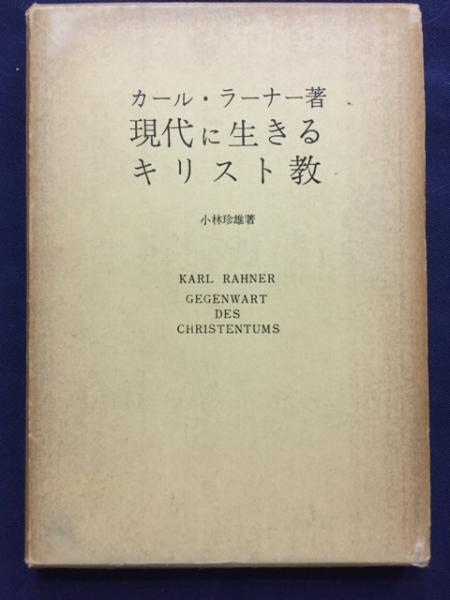 カール・ラーナー著
現代に生きる
キリスト教
小林珍雄著
KARL RAHNER
GEGENWART
DES
CHRISTENTUMS